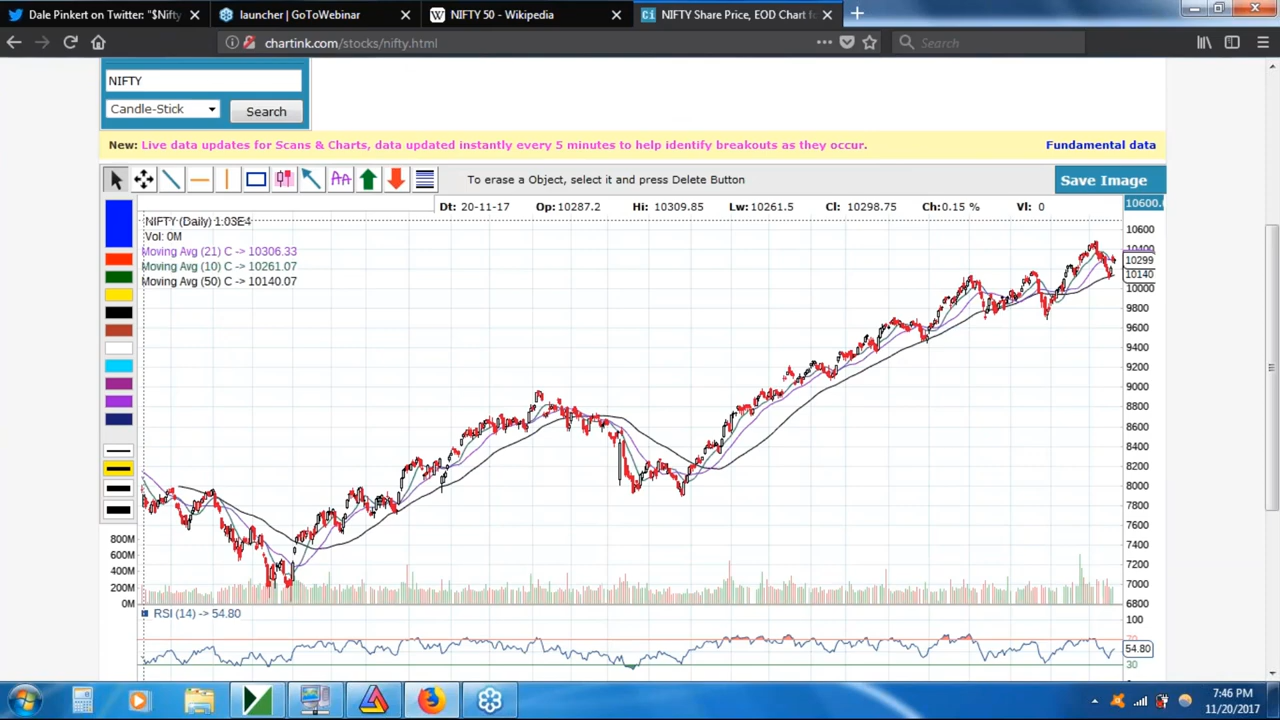 Dale Pinkert on Twitter: "$Nifty
launcher | GoToWebinar
NIFTY 50 - Wikipedia
Ci NIFTY Share Price, EOD Chart fo
chartink.com/stocks/nifty.html
Search
NIFTY
Candle-Stick
Search
New: Live data updates for Scans & Charts, data updated instantly every 5 minutes to help identify breakouts as they occur.
Fundamental data
To erase a Object, select it and press Delete Button
Save Image
Dt: 20-11-17 Op:10287.2 Hi: 10309.85 Lw:10261.5 Cl: 10298.75 Ch:0.15 % Vl: 0
10600.
NIFTY (Daily) 1.03E4
Vol: 0M
Moving Avg (21) C -> 10306.33
Moving Avg (10) C -> 10261.07
Moving Avg (50) C -> 10140.07
10600
10400
10299
10140
10000
9800
9600
9400
9200
9000
8800
8600
8400
8200
8000
7800
7600
7400
7200
7000
6800
800M
600M
400M
200M
0M
RSI (14) -> 54.80
100
70
54.80
30
7:46 PM
11/20/2017